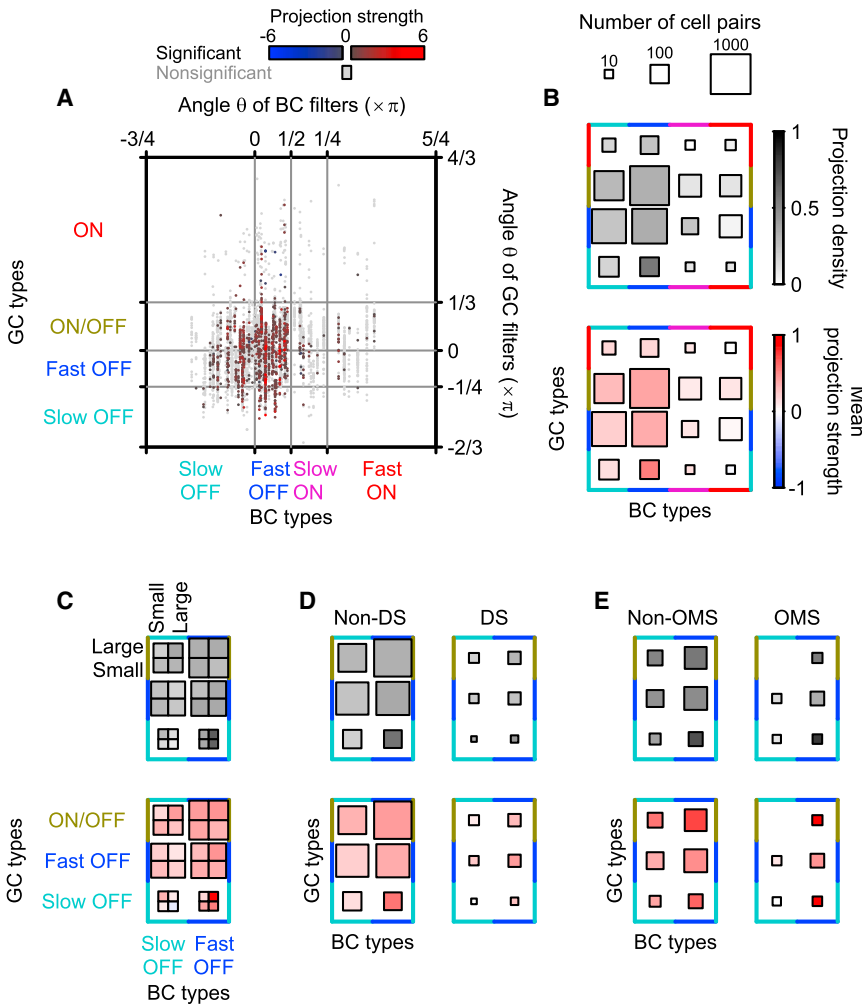 Projection strength
-6 0 6
Significant
Nonsignificant
A
Angle θ of BC filters (×π)
-3/4 0 1/2 1/4 5/4
4/3
1/3
0
-1/4
-2/3
Angle θ of GC filters (×π)
GC types
ON
ON/OFF
Fast OFF
Slow OFF
Slow OFF
Fast OFF
Slow ON
Fast ON
BC types
B
Number of cell pairs
10 100 1000
1
0.5
0
Projection density
1
0
-1
Mean projection strength
GC types
BC types
C
Small
Large
Large
Small
GC types
ON/OFF
Fast OFF
Slow OFF
Slow OFF
Fast OFF
BC types
D
Non-DS DS
GC types
BC types
E
Non-OMS OMS
GC types
BC types